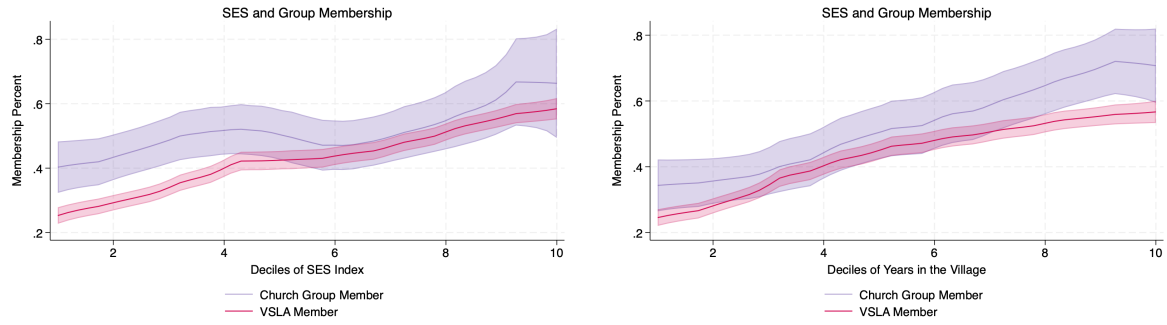 SES and Group Membership
.8
.6
.4
.2
Membership Percent
2
4
6
8
10
Deciles of SES Index
Church Group Member
VSLA Member
SES and Group Membership
.8
.6
.4
.2
Membership Percent
2
4
6
8
10
Deciles of Years in the Village
Church Group Member
VSLA Member